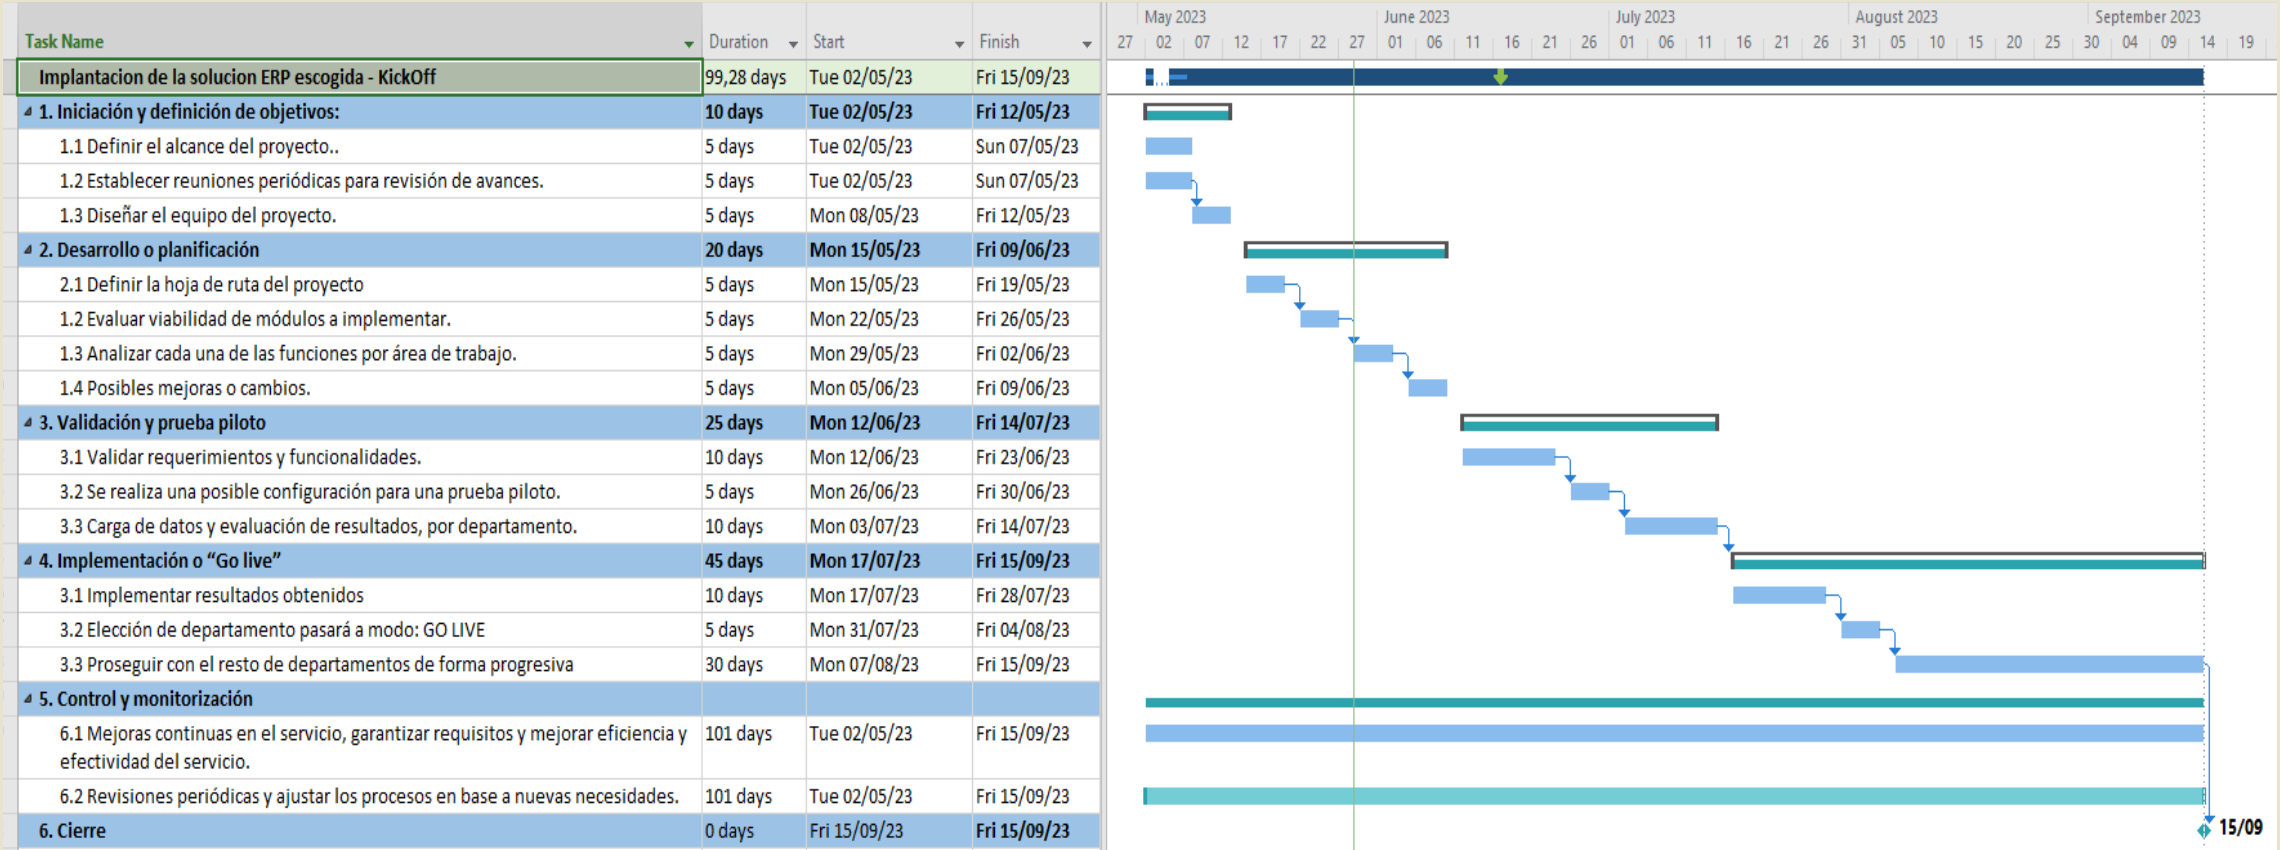 May 2023 June 2023 July 2023 August 2023 September 2023
Task Name Duration Start Finish 27 02 07 12 17 22 27 01 06 11 16 21 26 01 06 11 16 21 26 31 05 10 15 20 25 30 04 09 14 19
Implantacion de la solucion ERP escogida - KickOff 99,28 days Tue 02/05/23 Fri 15/09/23
1. Iniciación y definición de objetivos: 10 days Tue 02/05/23 Fri 12/05/23
1.1 Definir el alcance del proyecto.. 5 days Tue 02/05/23 Sun 07/05/23
1.2 Establecer reuniones periódicas para revisión de avances. 5 days Tue 02/05/23 Sun 07/05/23
1.3 Diseñar el equipo del proyecto. 5 days Mon 08/05/23 Fri 12/05/23
2. Desarrollo o planificación 20 days Mon 15/05/23 Fri 09/06/23
2.1 Definir la hoja de ruta del proyecto 5 days Mon 15/05/23 Fri 19/05/23
1.2 Evaluar viabilidad de módulos a implementar. 5 days Mon 22/05/23 Fri 26/05/23
1.3 Analizar cada una de las funciones por área de trabajo. 5 days Mon 29/05/23 Fri 02/06/23
1.4 Posibles mejoras o cambios. 5 days Mon 05/06/23 Fri 09/06/23
3. Validación y prueba piloto 25 days Mon 12/06/23 Fri 14/07/23
3.1 Validar requerimientos y funcionalidades. 10 days Mon 12/06/23 Fri 23/06/23
3.2 Se realiza una posible configuración para una prueba piloto. 5 days Mon 26/06/23 Fri 30/06/23
3.3 Carga de datos y evaluación de resultados, por departamento. 10 days Mon 03/07/23 Fri 14/07/23
4. Implementación o “Go live” 45 days Mon 17/07/23 Fri 15/09/23
3.1 Implementar resultados obtenidos 10 days Mon 17/07/23 Fri 28/07/23
3.2 Elección de departamento pasará a modo: GO LIVE 5 days Mon 31/07/23 Fri 04/08/23
3.3 Proseguir con el resto de departamentos de forma progresiva 30 days Mon 07/08/23 Fri 15/09/23
5. Control y monitorización
6.1 Mejoras continuas en el servicio, garantizar requisitos y mejorar eficiencia y 101 days Tue 02/05/23 Fri 15/09/23
efectividad del servicio.
6.2 Revisiones periódicas y ajustar los procesos en base a nuevas necesidades. 101 days Tue 02/05/23 Fri 15/09/23
6. Cierre 0 days Fri 15/09/23 Fri 15/09/23 15/09